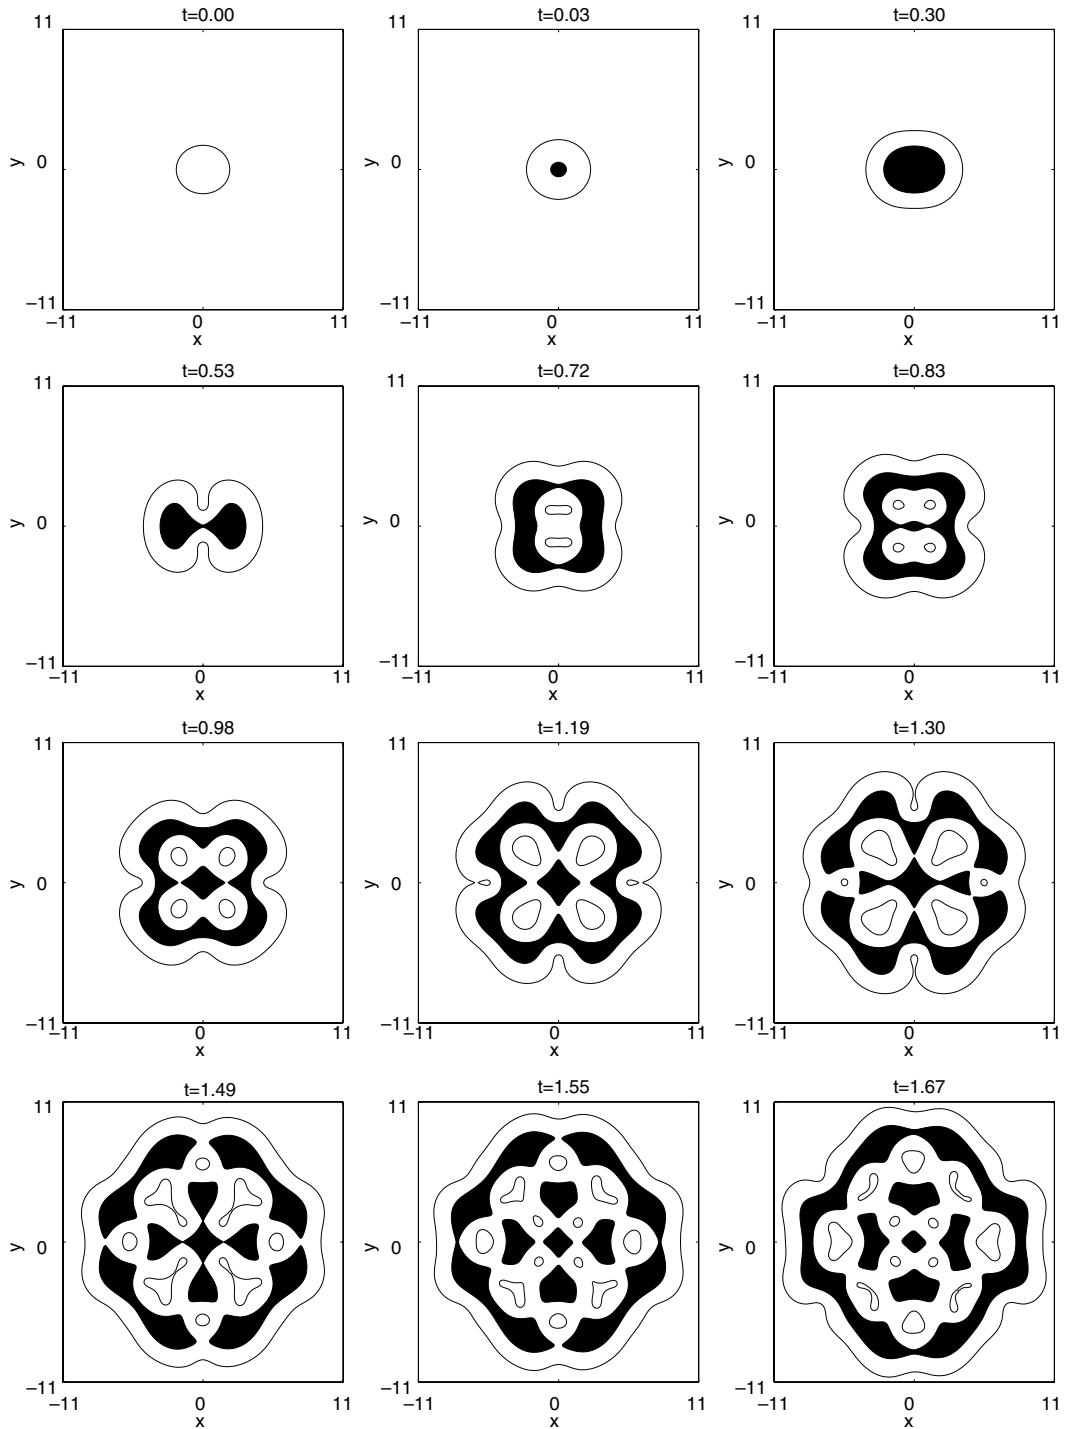 t=0.00 t=0.03 t=0.30
11 11 11
y 0 y 0 y 0
−11 −11 −11
−11 0 11 −11 0 11 −11 0 11
x x x
t=0.53 t=0.72 t=0.83
11 11 11
y 0 y 0 y 0
−11 −11 −11
−11 0 11 −11 0 11 −11 0 11
x x x
t=0.98 t=1.19 t=1.30
11 11 11
y 0 y 0 y 0
−11 −11 −11
−11 0 11 −11 0 11 −11 0 11
x x x
t=1.49 t=1.55 t=1.67
11 11 11
y 0 y 0 y 0
−11 −11 −11
−11 0 11 −11 0 11 −11 0 11
x x x